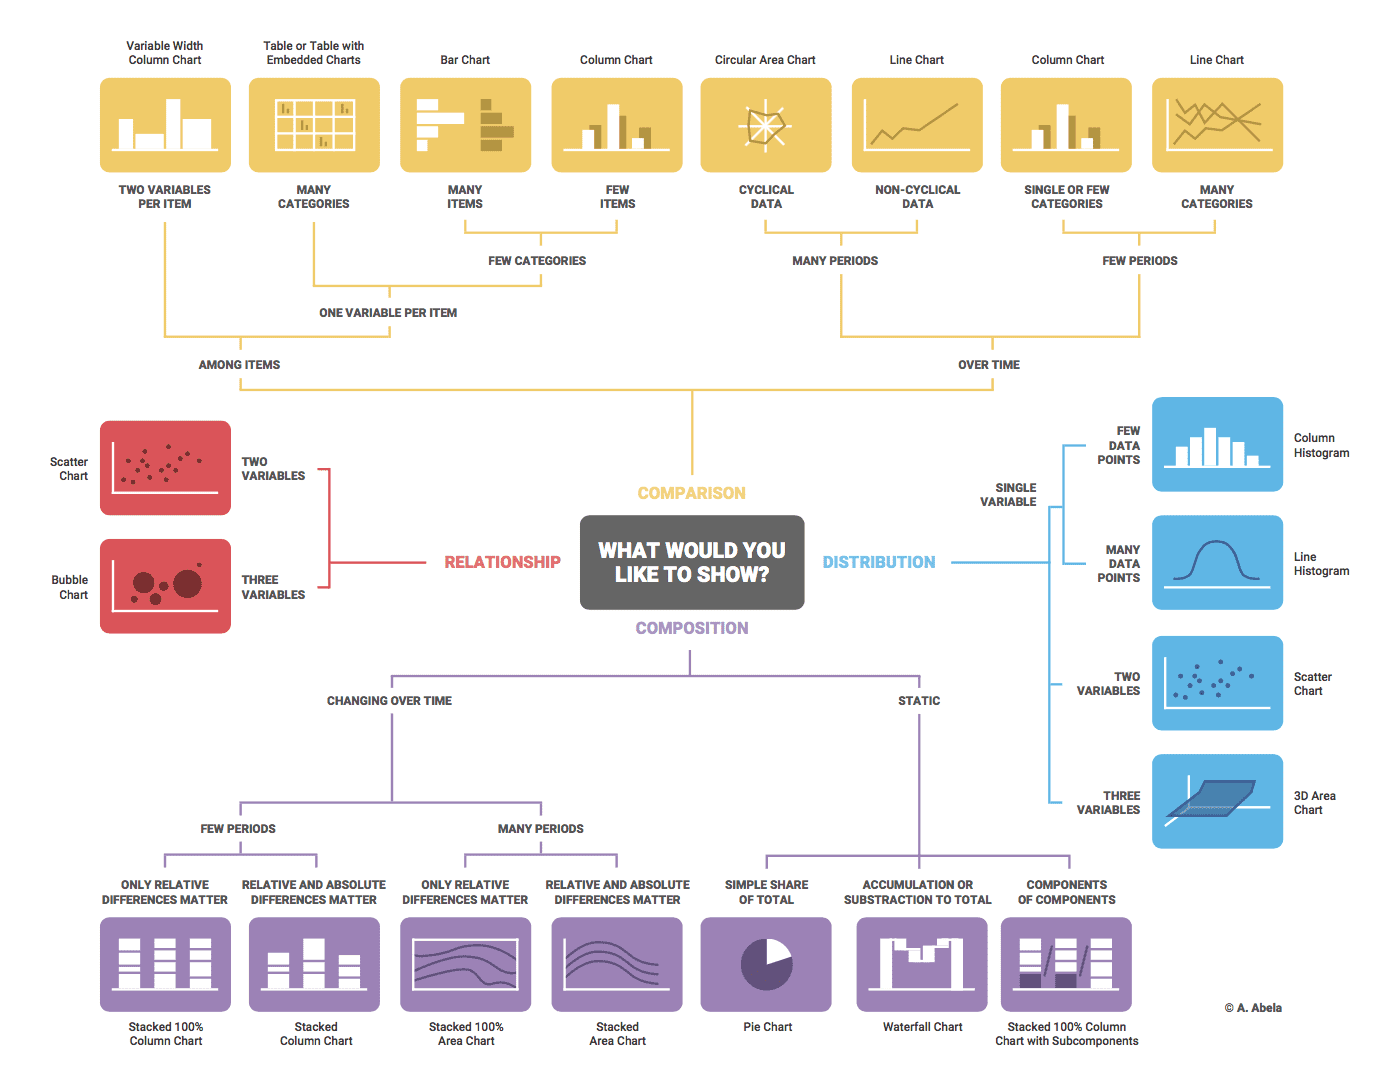 Variable Width
Column Chart
Table or Table with
Embedded Charts
Bar Chart
Column Chart
Circular Area Chart
Line Chart
Column Chart
Line Chart
TWO VARIABLES
PER ITEM
MANY
CATEGORIES
MANY
ITEMS
FEW
ITEMS
CYCLICAL
DATA
NON-CYCLICAL
DATA
SINGLE OR FEW
CATEGORIES
MANY
CATEGORIES
FEW CATEGORIES
MANY PERIODS
FEW PERIODS
ONE VARIABLE PER ITEM
AMONG ITEMS
OVER TIME
COMPARISON
WHAT WOULD YOU
LIKE TO SHOW?
RELATIONSHIP
TWO
VARIABLES
Scatter
Chart
THREE
VARIABLES
Bubble
Chart
DISTRIBUTION
SINGLE
VARIABLE
FEW
DATA
POINTS
Column
Histogram
MANY
DATA
POINTS
Line
Histogram
TWO
VARIABLES
Scatter
Chart
THREE
VARIABLES
3D Area
Chart
COMPOSITION
CHANGING OVER TIME
STATIC
FEW PERIODS
MANY PERIODS
ONLY RELATIVE
DIFFERENCES MATTER
RELATIVE AND ABSOLUTE
DIFFERENCES MATTER
ONLY RELATIVE
DIFFERENCES MATTER
RELATIVE AND ABSOLUTE
DIFFERENCES MATTER
SIMPLE SHARE
OF TOTAL
ACCUMULATION OR
SUBSTRACTION TO TOTAL
COMPONENTS
OF COMPONENTS
Stacked 100%
Column Chart
Stacked
Column Chart
Stacked 100%
Area Chart
Stacked
Area Chart
Pie Chart
Waterfall Chart
Stacked 100% Column
Chart with Subcomponents
© A. Abela